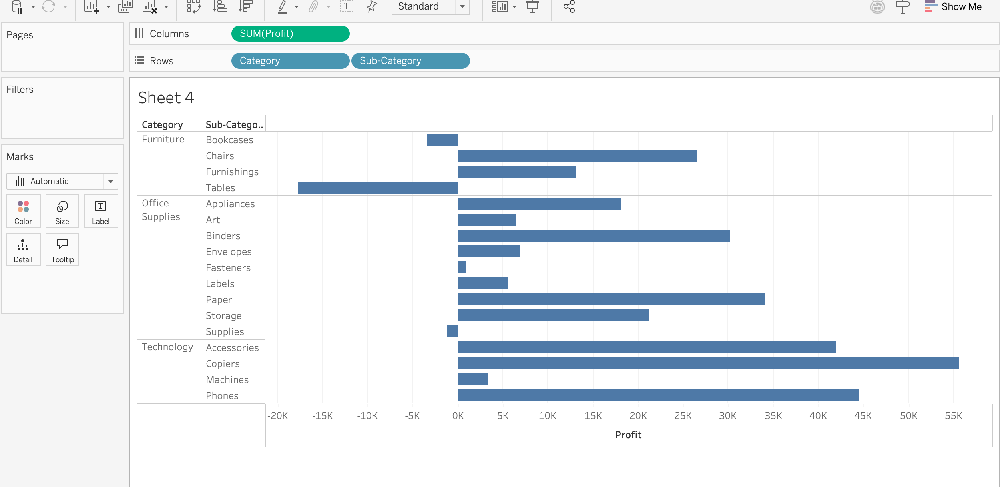 Standard
Show Me
Pages
Columns
SUM(Profit)
Rows
Category
Sub-Category
Filters
Sheet 4
Category
Sub-Catego..
Furniture
Bookcases
Chairs
Furnishings
Tables
Office
Supplies
Appliances
Art
Binders
Envelopes
Fasteners
Labels
Paper
Storage
Supplies
Technology
Accessories
Copiers
Machines
Phones
-20K
-15K
-10K
-5K
0K
5K
10K
15K
20K
25K
30K
35K
40K
45K
50K
55K
Profit
Marks
Automatic
Color
Size
T
Label
Detail
Tooltip
T